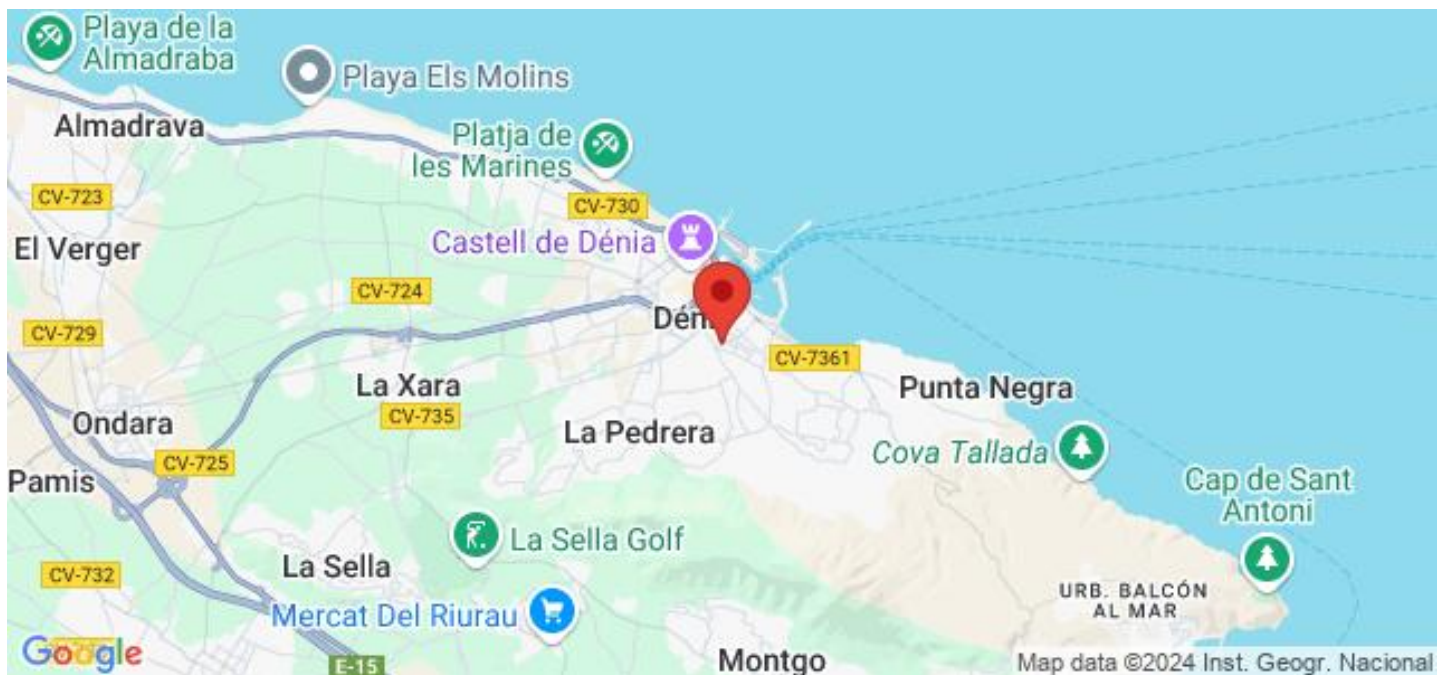 Playa de la
Almadraba
Playa Els Molins
Almadrava
Platja de
les Marines
CV-723
CV-730
El Verger
Castell de Dénia
CV-724
CV-729
CV-7361
La Xara
Punta Negra
CV-735
Ondara
La Pedrera
Cova Tallada
CV-725
Pamis
Cap de Sant
Antoni
La Sella Golf
La Sella
CV-732
URB. BALCÓN
AL MAR
Mercat Del Riurau
Google
E-15
Montgo
Map data ©2024 Inst. Geogr. Nacional